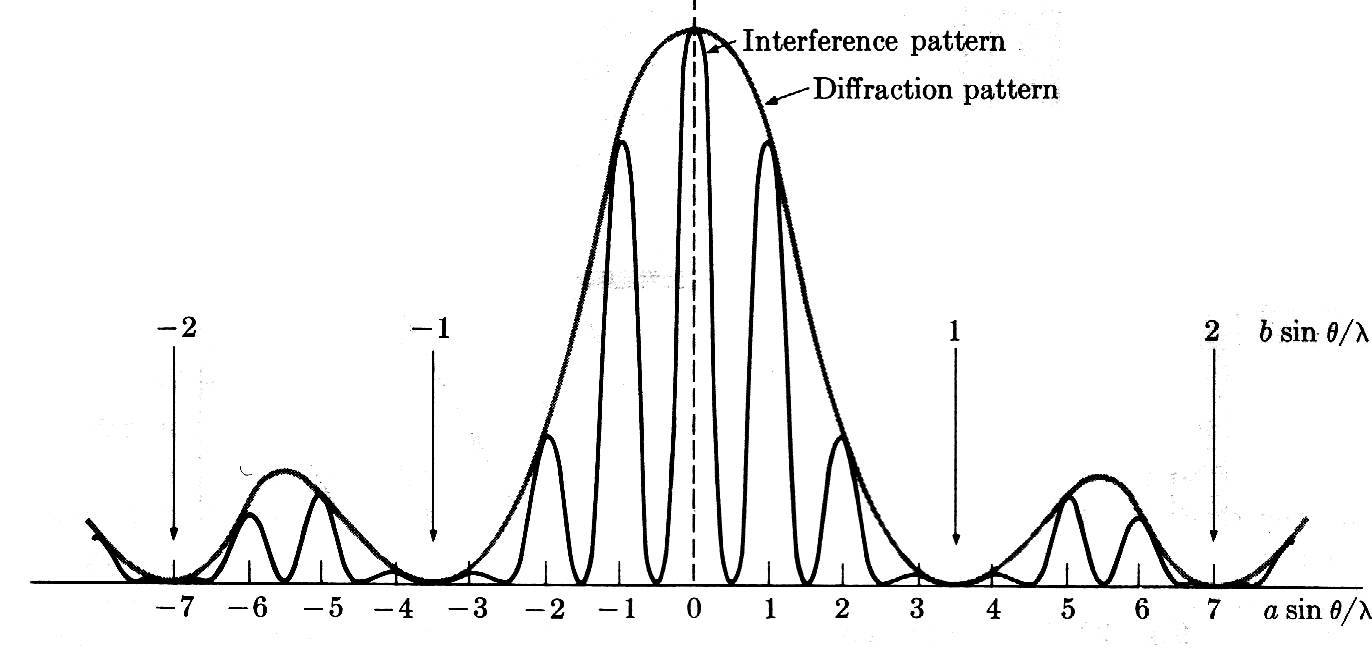 Interference pattern
Diffraction pattern
−2 −1 1 2 b sin θ/λ
−7 −6 −5 −4 −3 −2 −1 0 1 2 3 4 5 6 7 a sin θ/λ